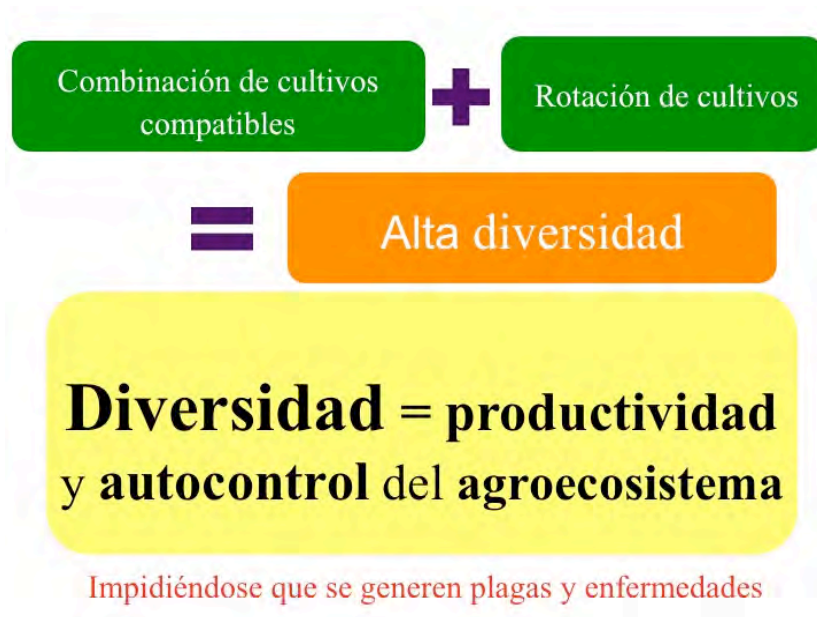 Combinación de cultivos
compatibles
+
Rotación de cultivos
=
Alta diversidad
Diversidad = productividad
y autocontrol del agroecosistema
Impidiéndose que se generen plagas y enfermedades